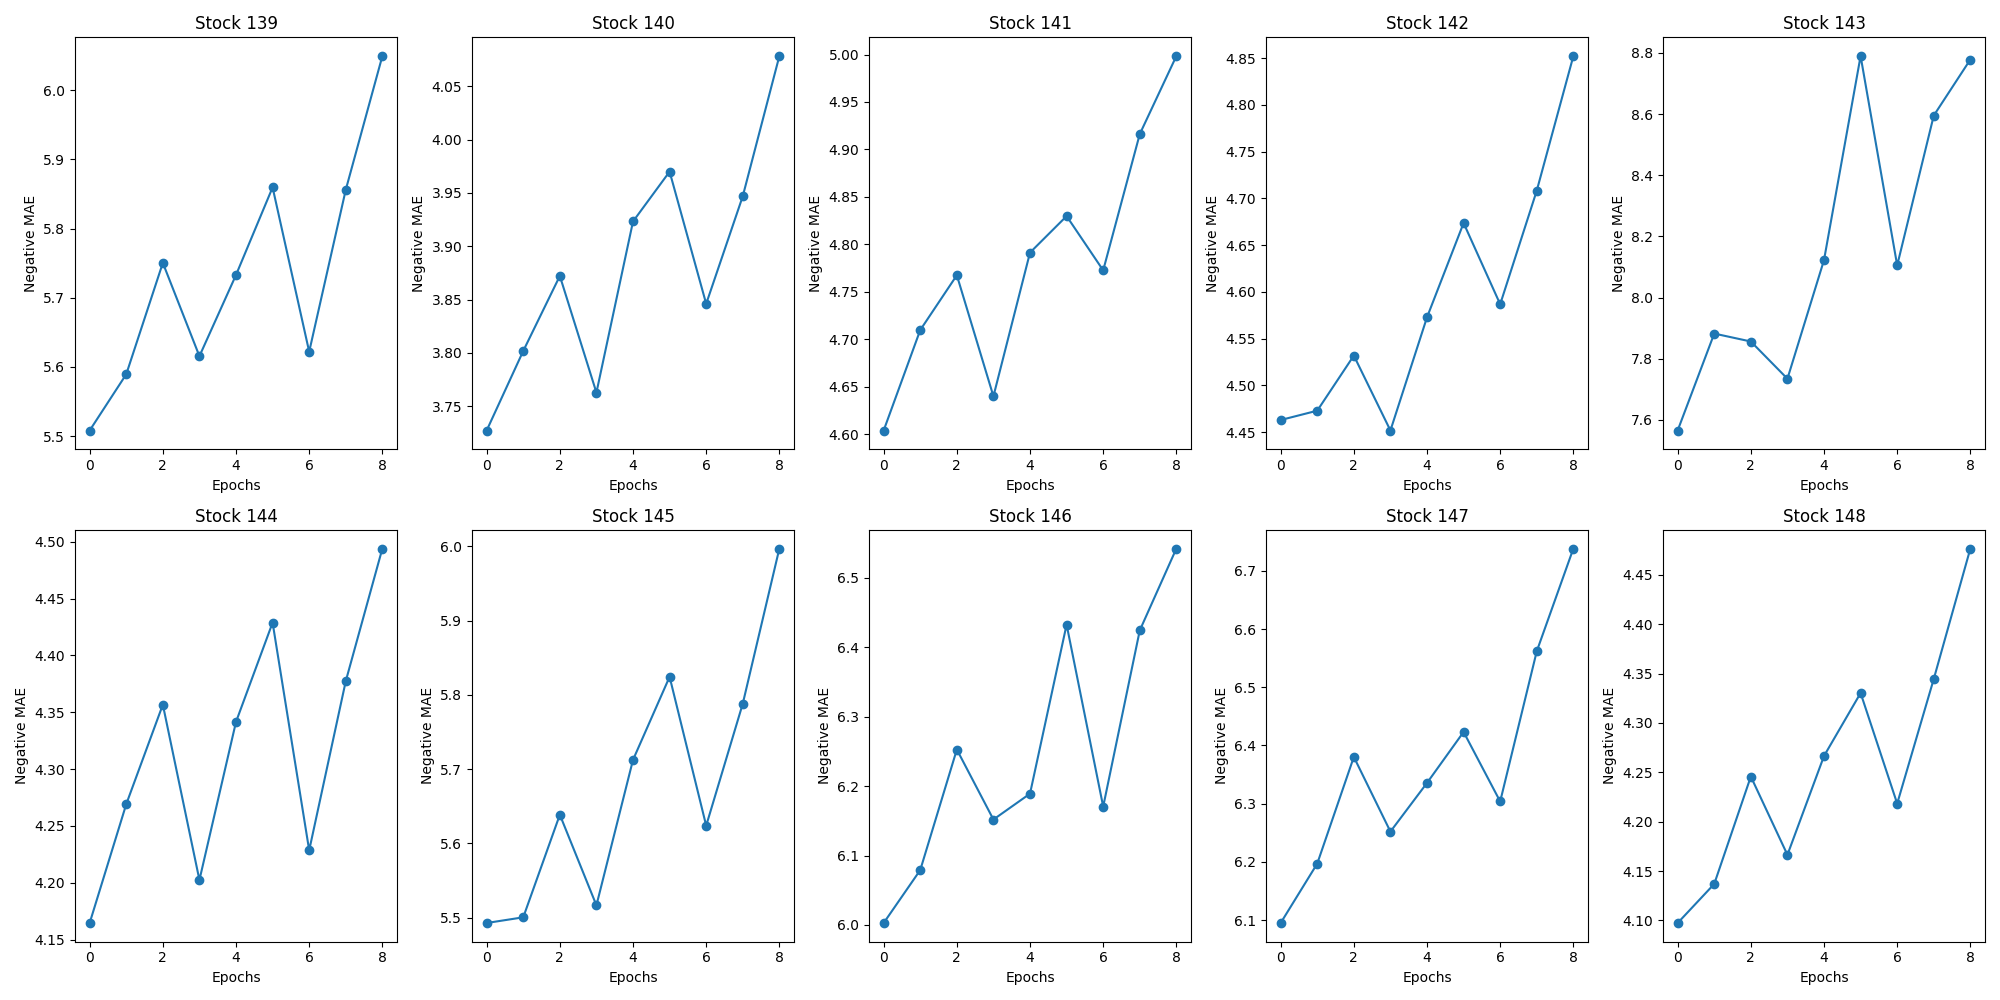 Stock 139
Negative MAE
6.0
5.9
5.8
5.7
5.6
5.5
0 2 4 6 8
Epochs
Stock 140
Negative MAE
4.05
4.00
3.95
3.90
3.85
3.80
3.75
0 2 4 6 8
Epochs
Stock 141
Negative MAE
5.00
4.95
4.90
4.85
4.80
4.75
4.70
4.65
4.60
0 2 4 6 8
Epochs
Stock 142
Negative MAE
4.85
4.80
4.75
4.70
4.65
4.60
4.55
4.50
4.45
0 2 4 6 8
Epochs
Stock 143
Negative MAE
8.8
8.6
8.4
8.2
8.0
7.8
7.6
0 2 4 6 8
Epochs
Stock 144
Negative MAE
4.50
4.45
4.40
4.35
4.30
4.25
4.20
4.15
0 2 4 6 8
Epochs
Stock 145
Negative MAE
6.0
5.9
5.8
5.7
5.6
5.5
0 2 4 6 8
Epochs
Stock 146
Negative MAE
6.5
6.4
6.3
6.2
6.1
6.0
0 2 4 6 8
Epochs
Stock 147
Negative MAE
6.7
6.6
6.5
6.4
6.3
6.2
6.1
0 2 4 6 8
Epochs
Stock 148
Negative MAE
4.45
4.40
4.35
4.30
4.25
4.20
4.15
4.10
0 2 4 6 8
Epochs